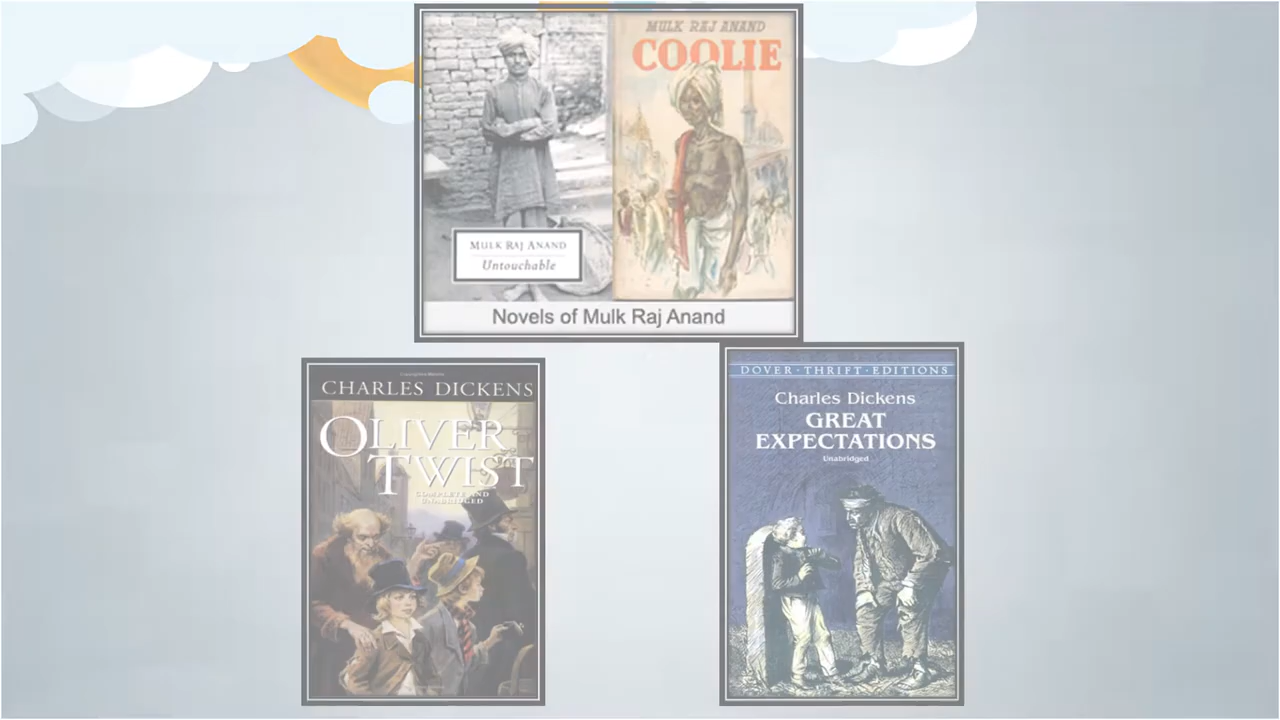 MULK RAJ ANAND
COOLIE
MULK RAJ ANAND
Untouchable
Novels of Mulk Raj Anand
CHARLES DICKENS
OLIVER
TWIST
COMPLETE AND
UNABRIDGED
DOVER · THRIFT · EDITIONS
Charles Dickens
GREAT
EXPECTATIONS
Unabridged